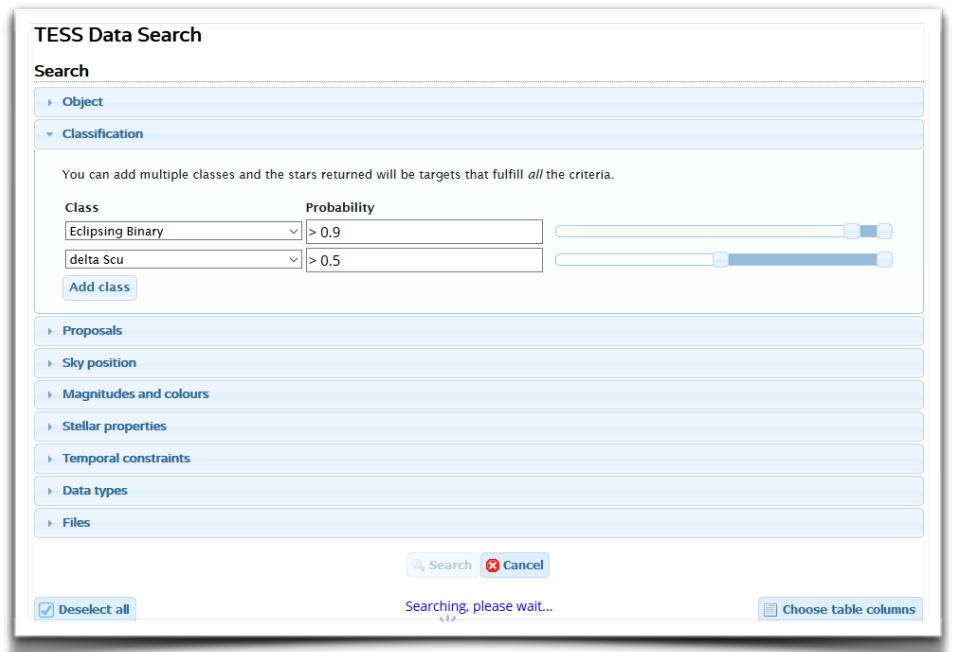 TESS Data Search
Search
Object
Classification
You can add multiple classes and the stars returned will be targets that fulfill all the criteria.
Class Probability
Eclipsing Binary > 0.9
delta Scu > 0.5
Add class
Proposals
Sky position
Magnitudes and colours
Stellar properties
Temporal constraints
Data types
Files
Search Cancel
Deselect all Searching, please wait... Choose table columns